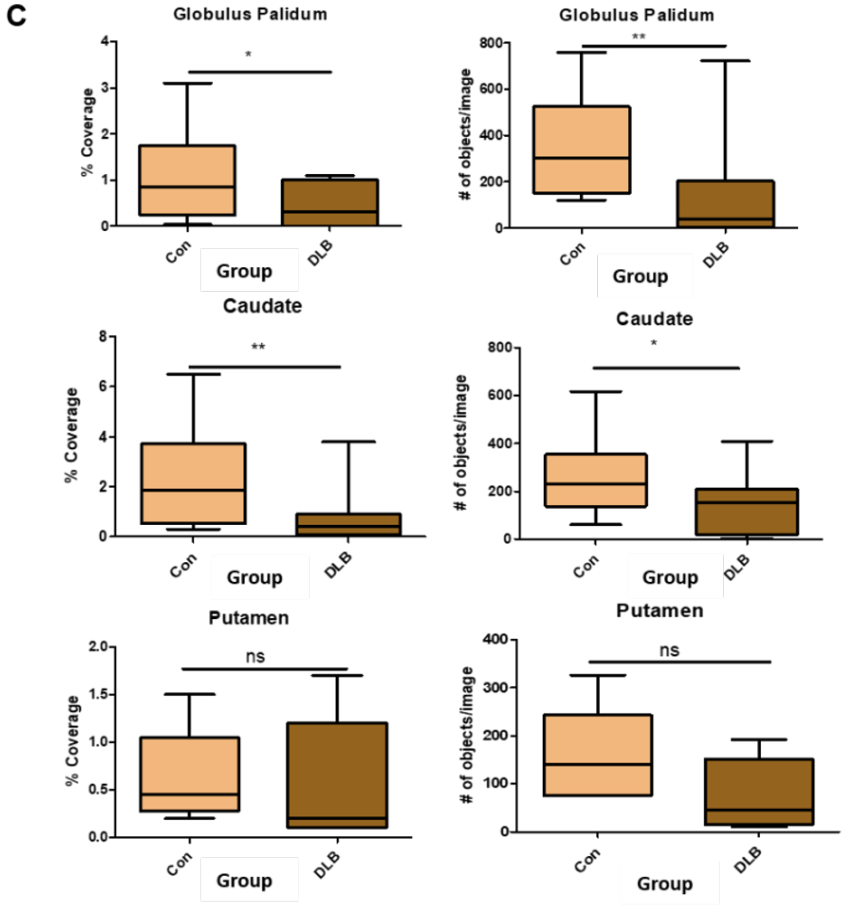 C
Globulus Palidum
% Coverage
4
3
2
1
0
*
Con
DLB
Group
Globulus Palidum
# of objects/image
800
600
400
200
0
**
Con
DLB
Group
Caudate
% Coverage
8
6
4
2
0
**
Con
DLB
Group
Caudate
# of objects/image
800
600
400
200
0
*
Con
DLB
Group
Putamen
% Coverage
2.0
1.5
1.0
0.5
0.0
ns
Con
DLB
Group
Putamen
# of objects/image
400
300
200
100
0
ns
Con
DLB
Group